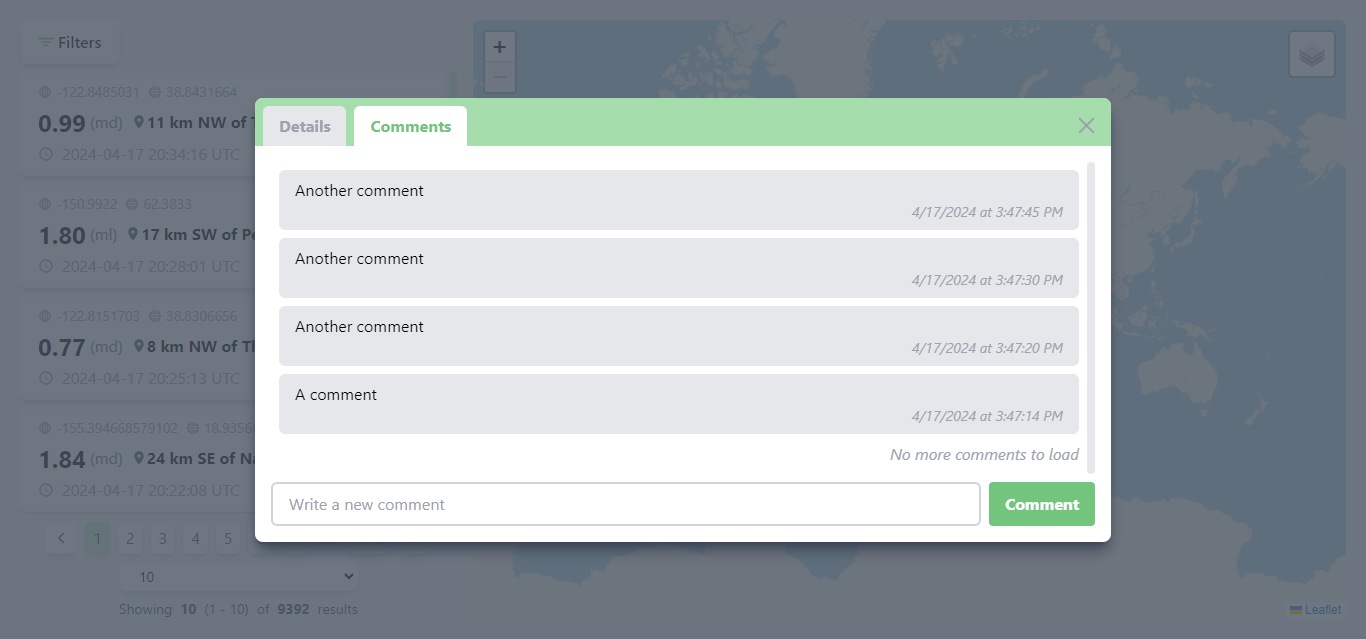 Filters
-122.8485031 38.8431664
0.99 (md) 11 km NW of
2024-04-17 20:34:16 UTC
-150.9922 62.3833
1.80 (ml) 17 km SW of
2024-04-17 20:28:01 UTC
-122.8151703 38.8306656
0.77 (md) 8 km NW of
2024-04-17 20:25:13 UTC
-155.394668579102 18.9356
1.84 (md) 24 km SE of
2024-04-17 20:22:08 UTC
< 1 2 3 4 5
10
Showing 10 (1 - 10) of 9392 results
+
−
Details Comments
Another comment
4/17/2024 at 3:47:45 PM
Another comment
4/17/2024 at 3:47:30 PM
Another comment
4/17/2024 at 3:47:20 PM
A comment
4/17/2024 at 3:47:14 PM
No more comments to load
Write a new comment Comment
Leaflet